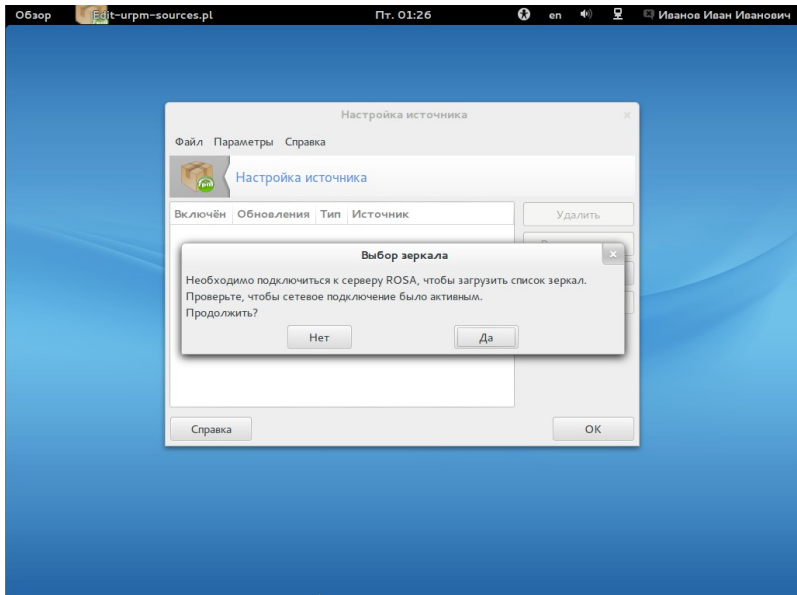 Обзор Edit-urpm-sources.pl Пт. 01:26 en Иванов Иван Иванович
Настройка источника
Файл Параметры Справка
Настройка источника
Включён Обновления Тип Источник
Удалить
Выбор зеркала
Необходимо подключиться к серверу ROSA, чтобы загрузить список зеркал.
Проверьте, чтобы сетевое подключение было активным.
Продолжить?
Нет Да
Справка OK